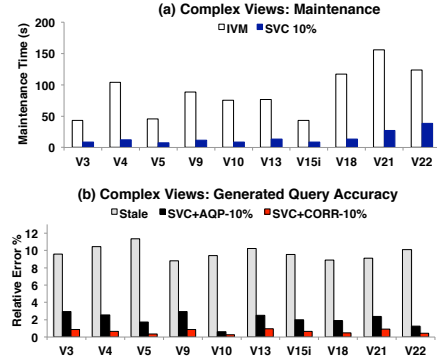 (a) Complex Views: Maintenance
IVM SVC 10%
Maintenance Time (s)
200
150
100
50
0
V3 V4 V5 V9 V10 V13 V15i V18 V21 V22
(b) Complex Views: Generated Query Accuracy
Stale SVC+AQP-10% SVC+CORR-10%
Relative Error %
12
10
8
6
4
2
0
V3 V4 V5 V9 V10 V13 V15i V18 V21 V22